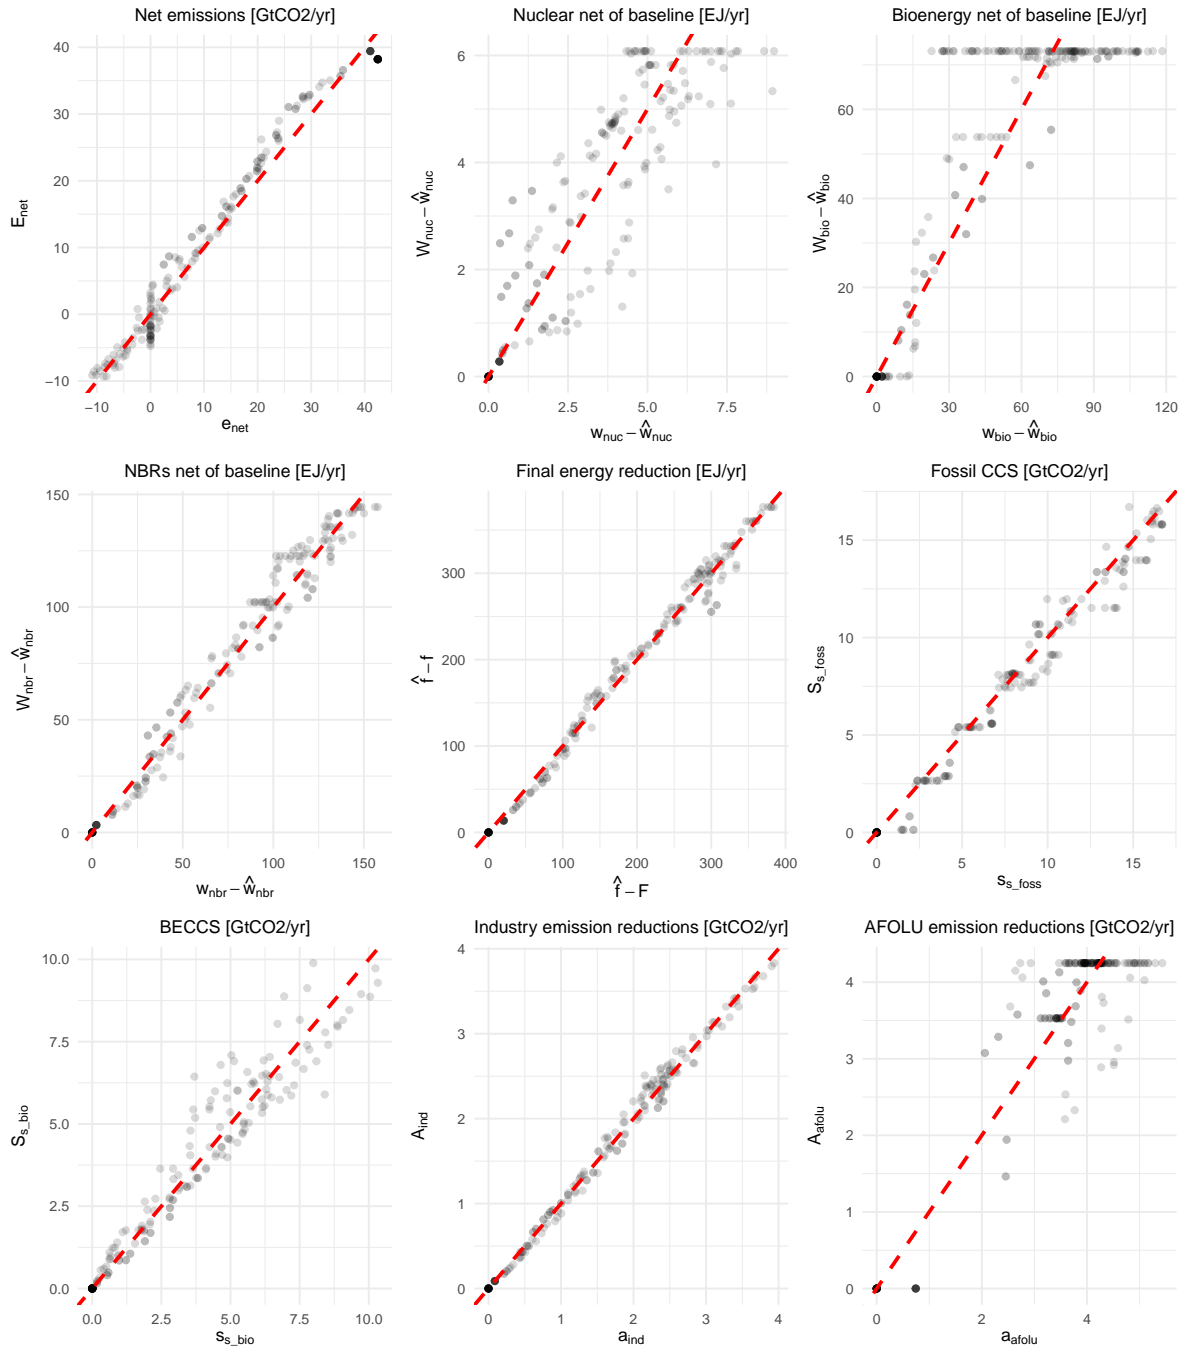 Net emissions [GtCO2/yr]
40
30
20
10
0
−10
−10 0 10 20 30 40
E_net
e_net
Nuclear net of baseline [EJ/yr]
6
4
2
0
0.0 2.5 5.0 7.5
W_nuc − ŵ_nuc
w_nuc − ŵ_nuc
Bioenergy net of baseline [EJ/yr]
60
40
20
0
0 30 60 90 120
W_bio − ŵ_bio
w_bio − ŵ_bio
NBRs net of baseline [EJ/yr]
150
100
50
0
0 50 100 150
W_nbr − ŵ_nbr
w_nbr − ŵ_nbr
Final energy reduction [EJ/yr]
300
200
100
0
0 100 200 300 400
f̂ − f
f̂ − F
Fossil CCS [GtCO2/yr]
15
10
5
0
0 5 10 15
S_s_foss
s_s_foss
BECCS [GtCO2/yr]
10.0
7.5
5.0
2.5
0.0
0.0 2.5 5.0 7.5 10.0
S_s_bio
s_s_bio
Industry emission reductions [GtCO2/yr]
4
3
2
1
0
0 1 2 3 4
A_ind
a_ind
AFOLU emission reductions [GtCO2/yr]
4
3
2
1
0
0 2 4
A_afolu
a_afolu